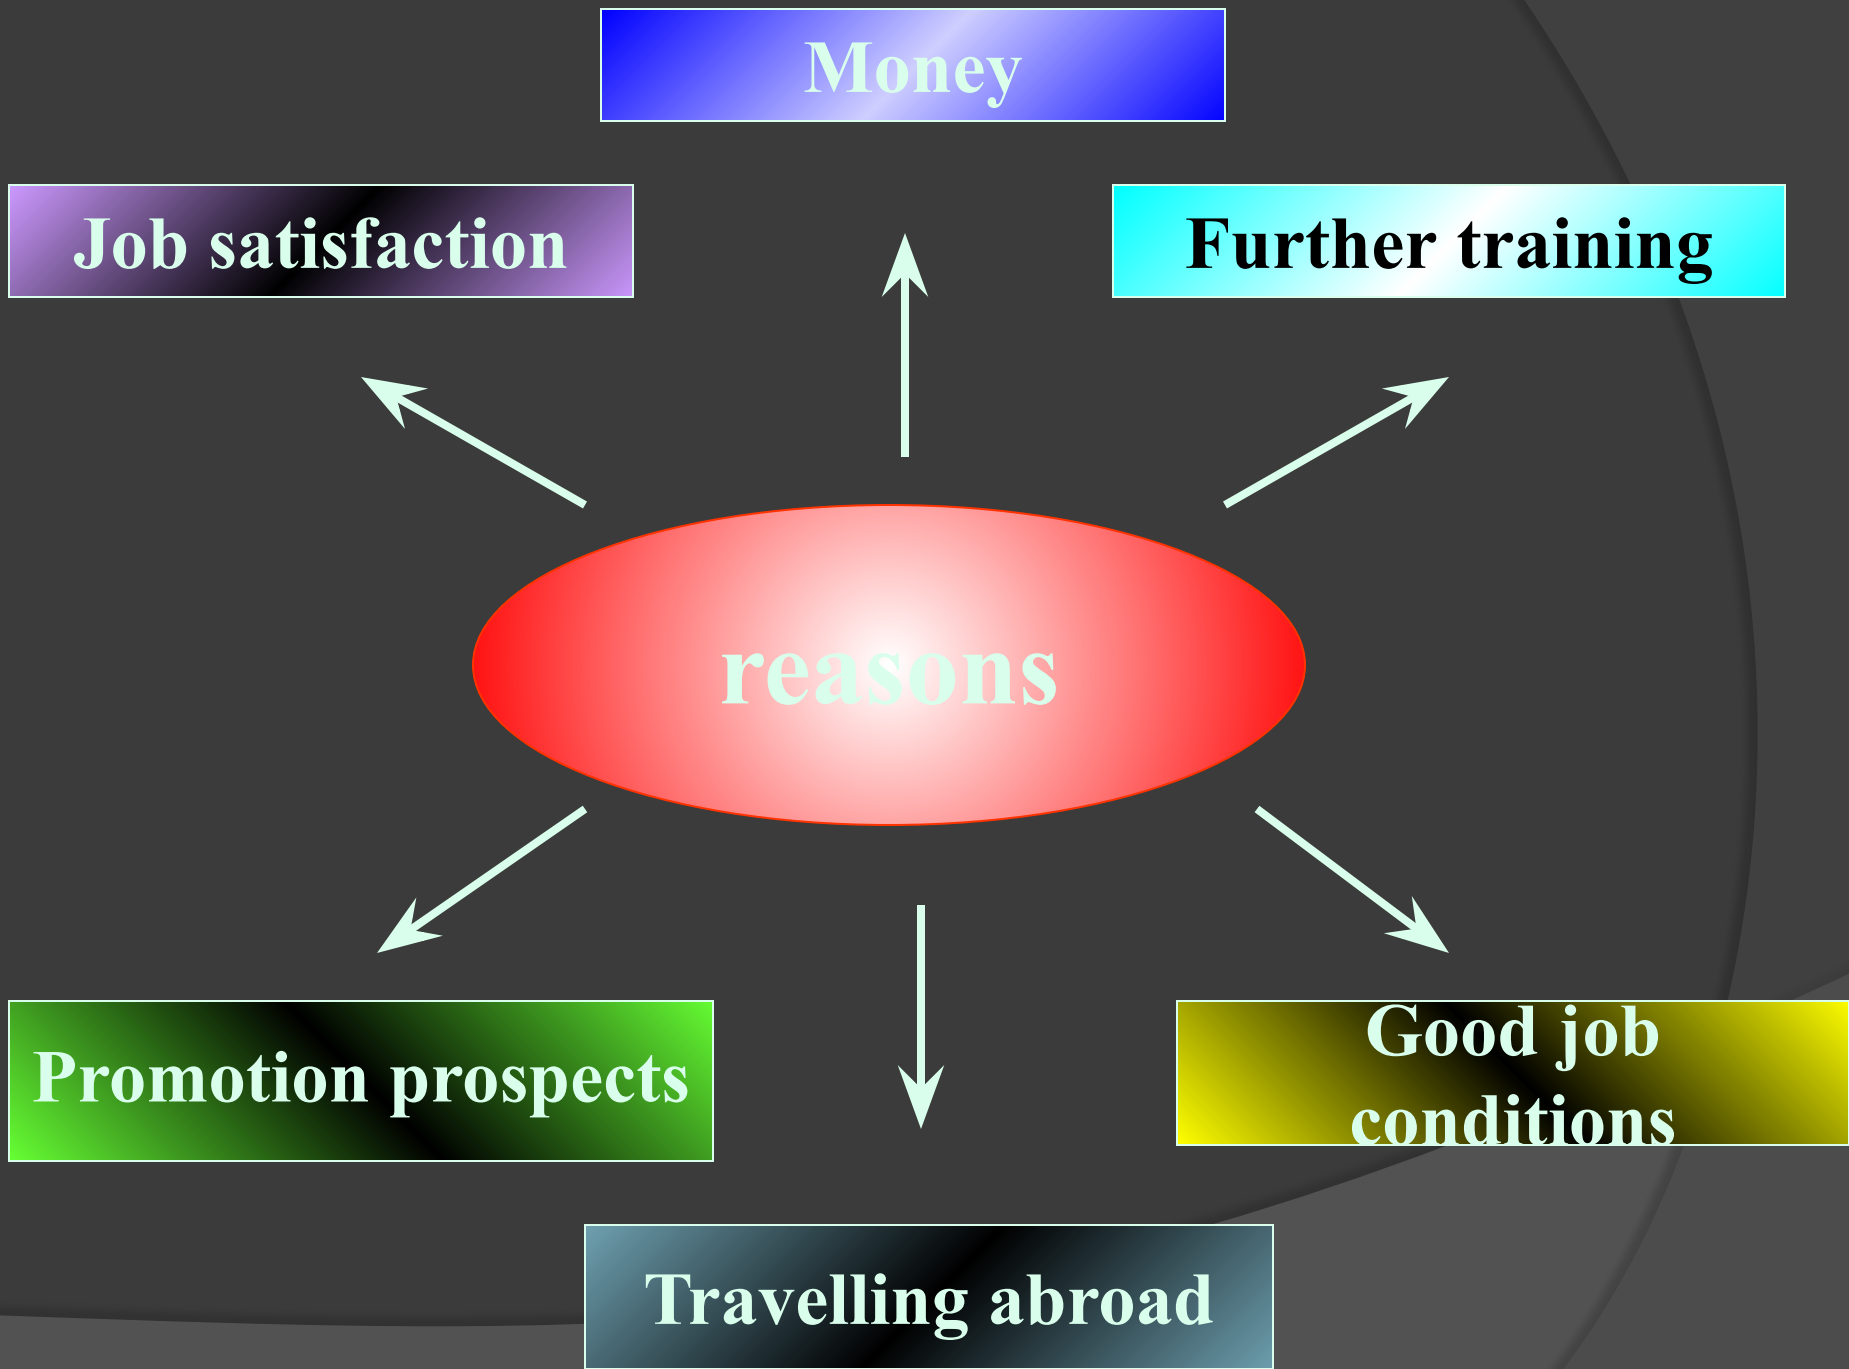 Money
Job satisfaction
Further training
reasons
Promotion prospects
Good job
conditions
Travelling abroad